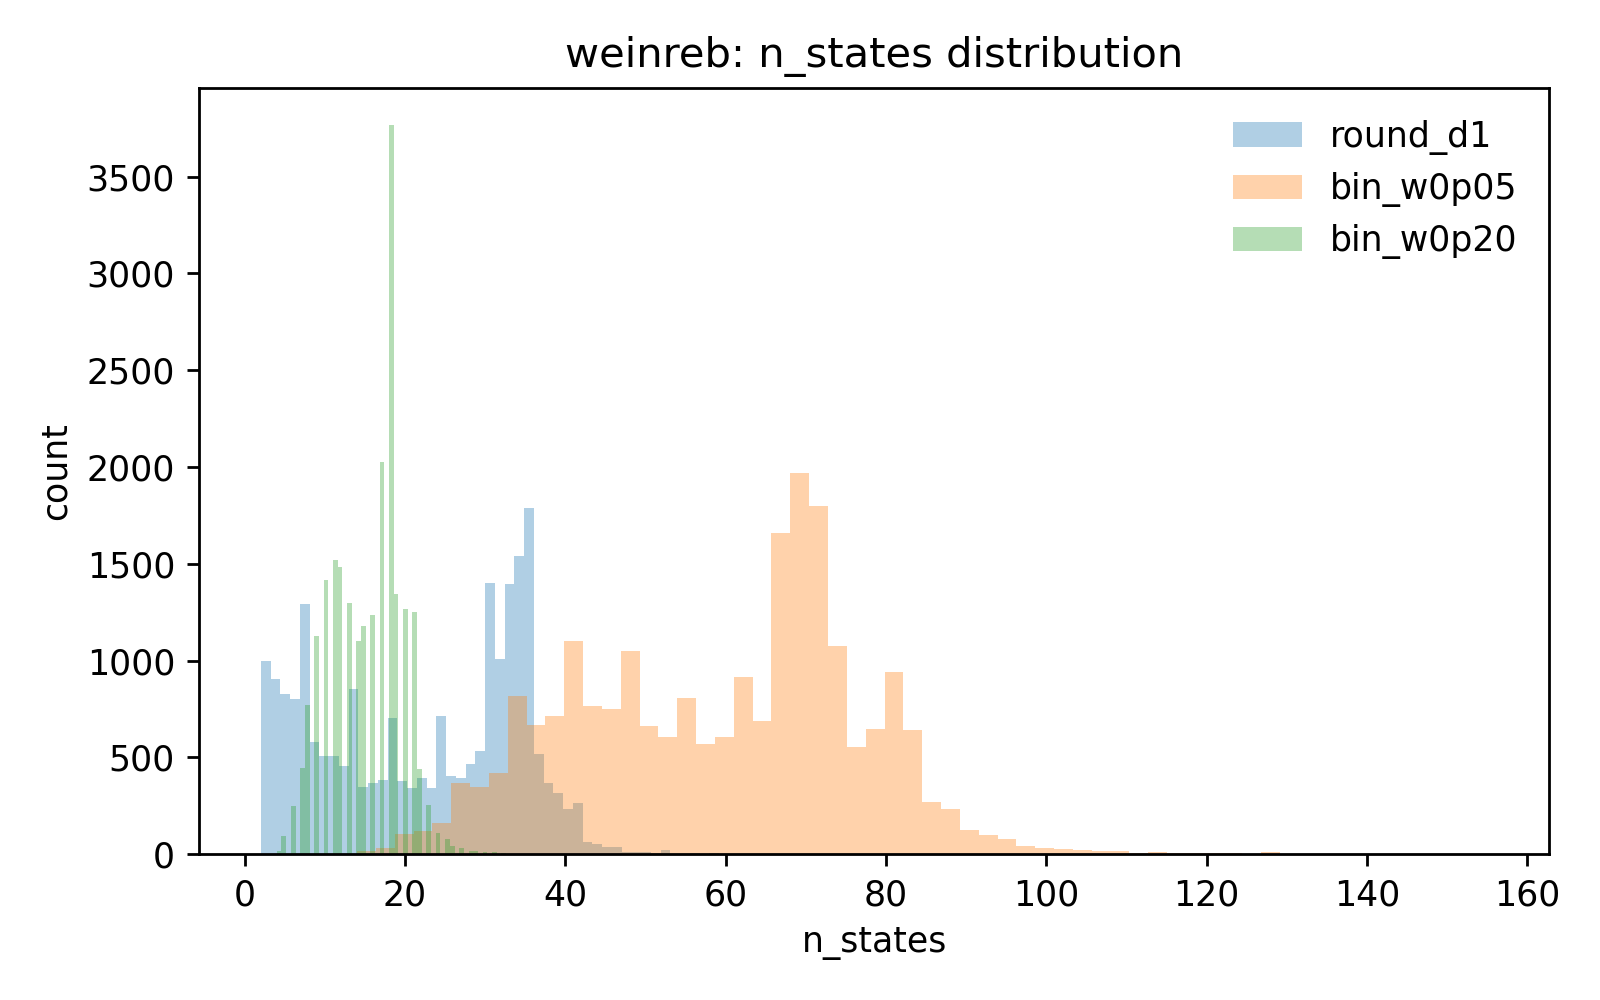 weinreb: n_states distribution
round_d1
bin_w0p05
bin_w0p20
3500
3000
2500
2000
1500
1000
500
0
count
0 20 40 60 80 100 120 140 160
n_states